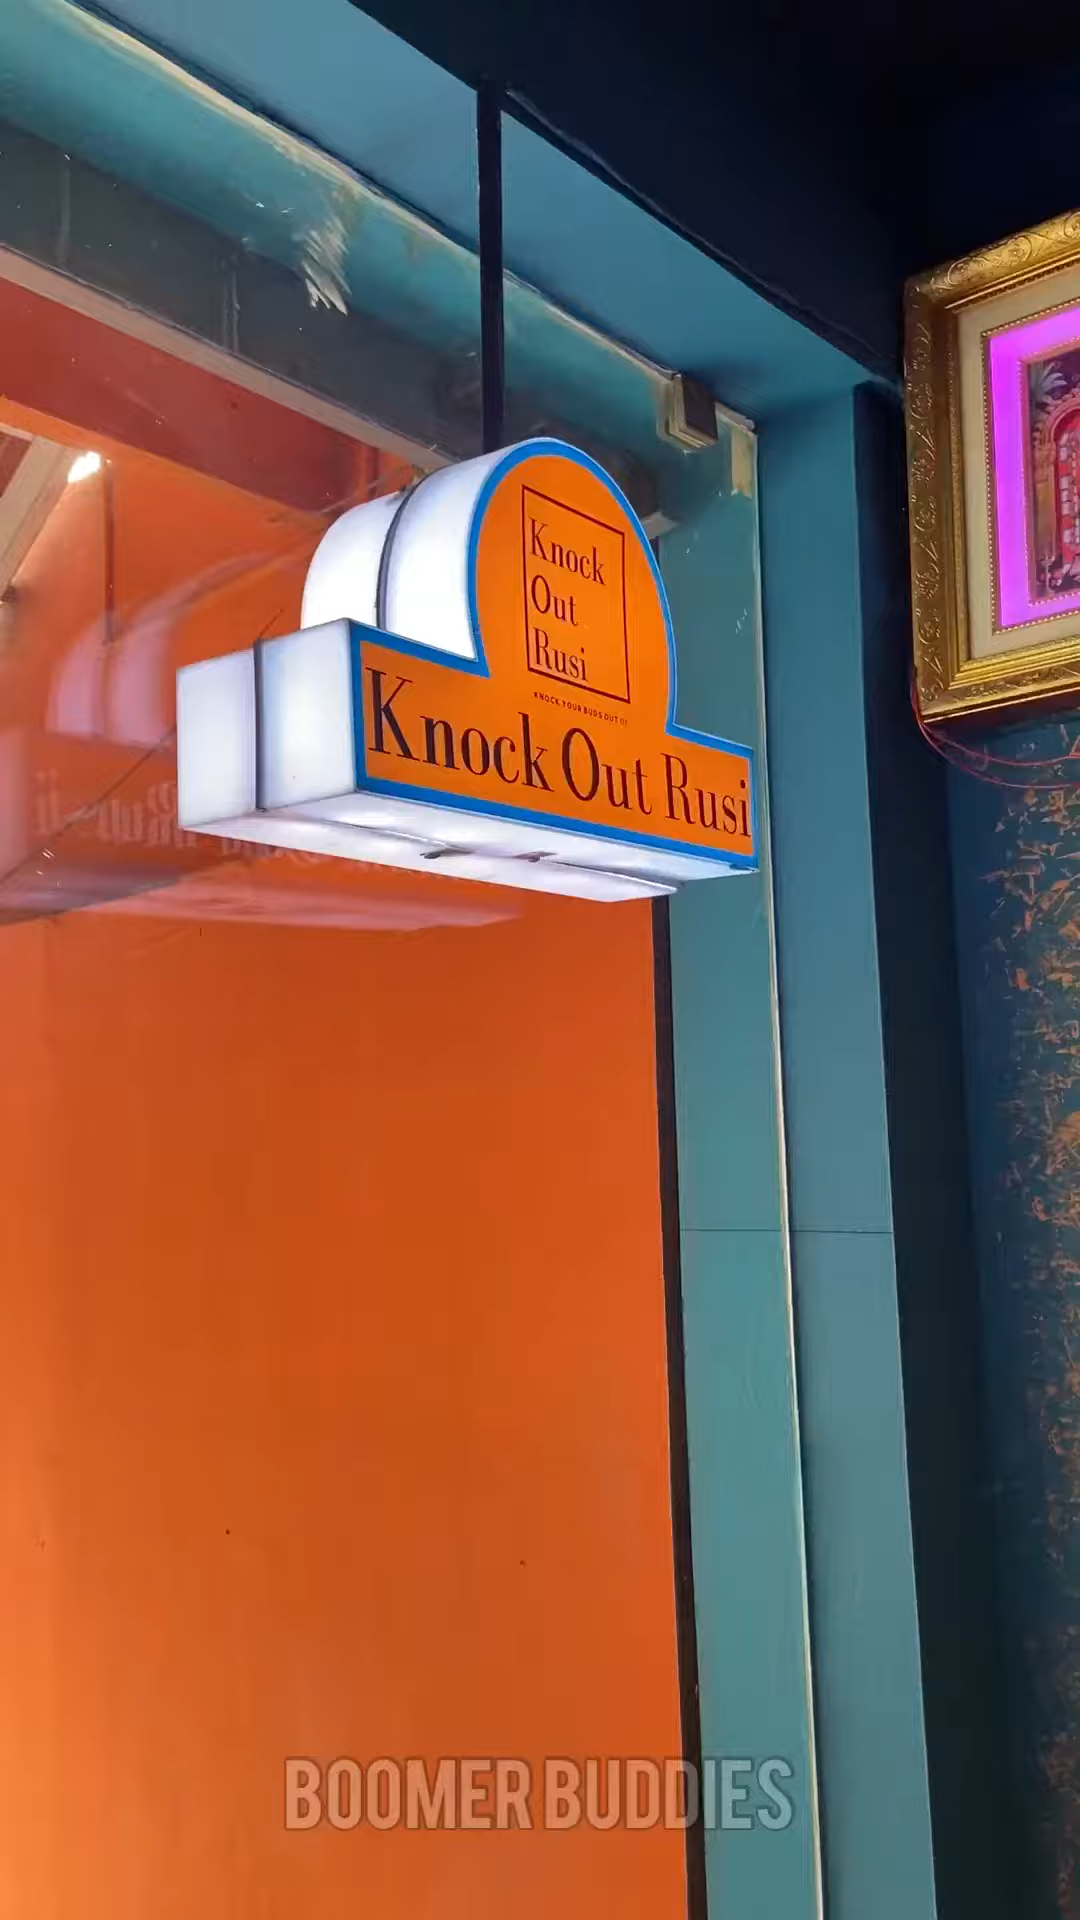 Knock
Out
Rusi
KNOCK YOUR BUDS OUT !!!
Knock Out Rusi
BOOMER BUDDIES